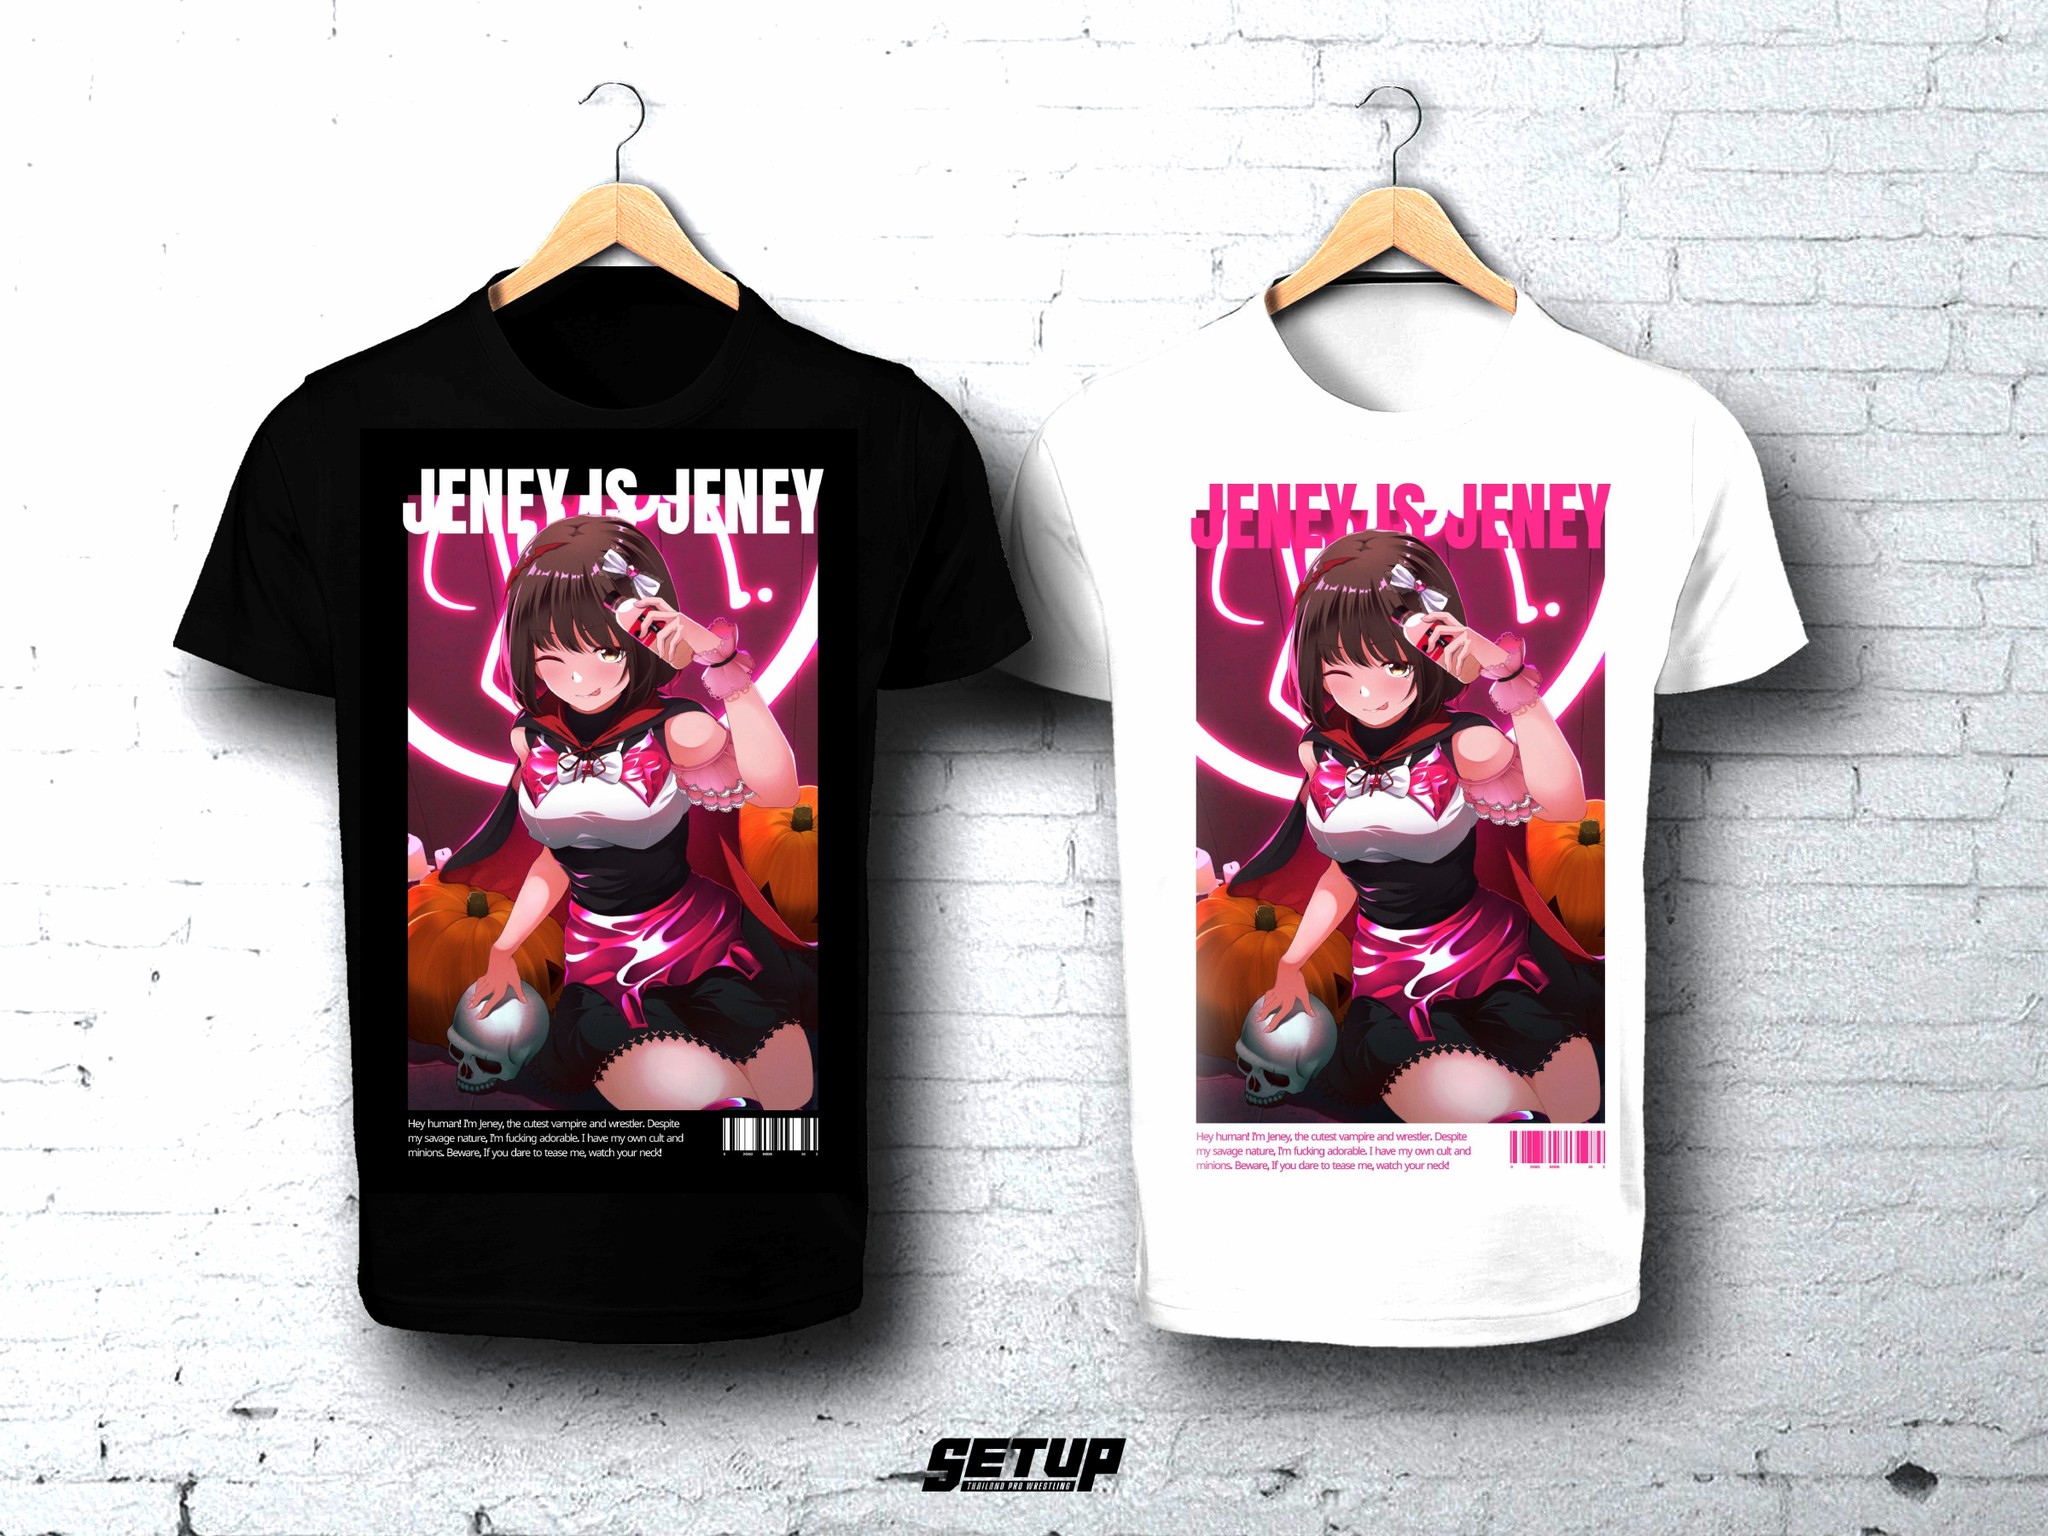 JENEY IS JENEY
Hey human! I'm Jeney, the cutest vampire and wrestler. Despite
my savage nature, I'm fucking adorable. I have my own cult and
minions. Beware, If you dare to tease me, watch your neck!
JENEY IS JENEY
Hey human! I'm Jeney, the cutest vampire and wrestler. Despite
my savage nature, I'm fucking adorable. I have my own cult and
minions. Beware, If you dare to tease me, watch your neck!
SETUP
THAILAND PRO WRESTLING